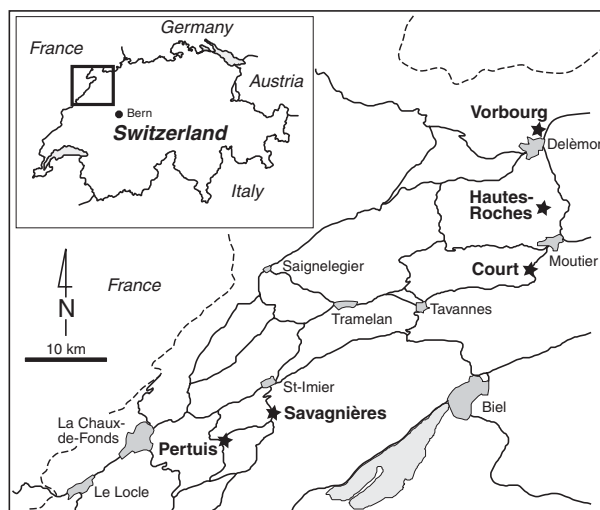 Germany
France
Austria
Bern
Switzerland
Italy
Vorbourg
Delémon
Hautes-
Roches
Moutier
Court
N
10 km
France
Saignelegier
Tramelan
Tavannes
St-Imier
Savagnières
Biel
La Chaux-
de-Fonds
Pertuis
Le Locle